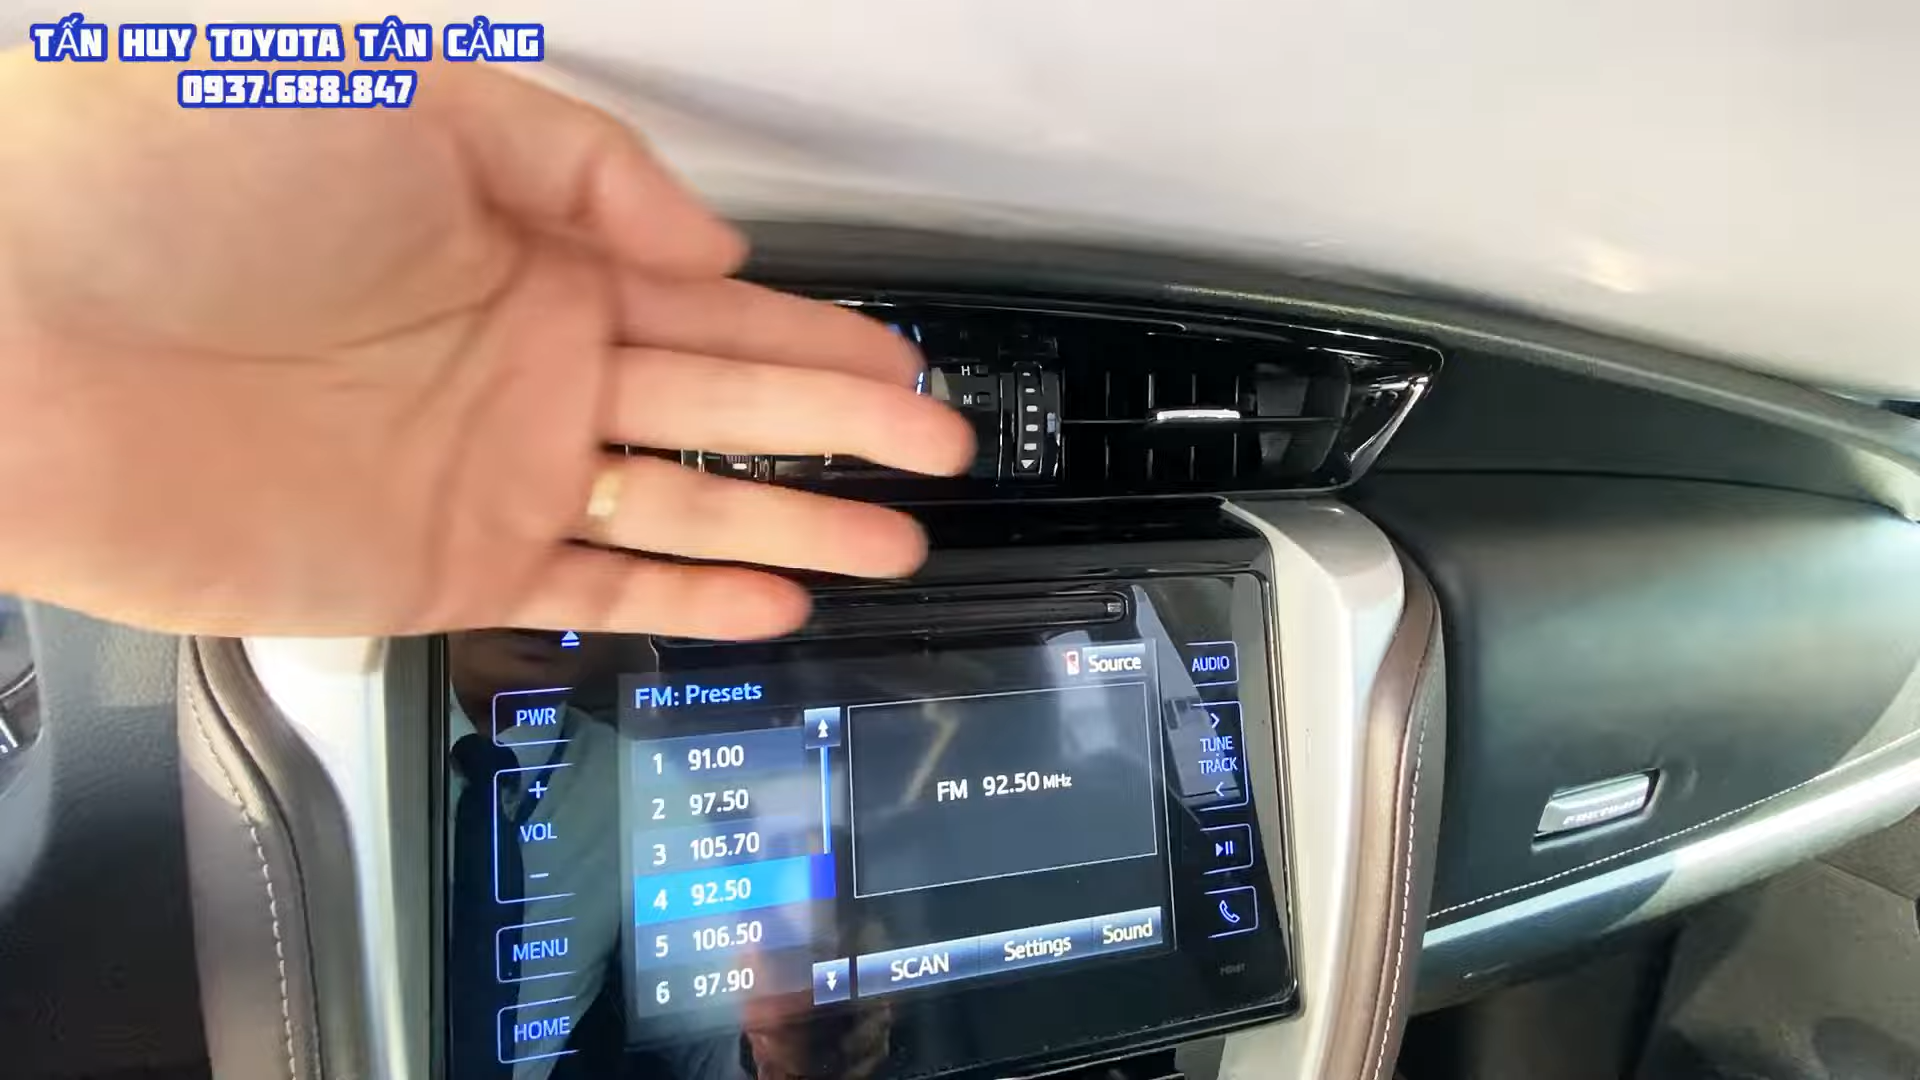 TẤN HUY TOYOTA TÂN CẢNG
0937.688.847
H
M
FM: Presets
Source
AUDIO
PWR
1 91.00
2 97.50
3 105.70
4 92.50
5 106.50
6 97.90
FM 92.50 MHz
TUNE
TRACK
+
VOL
−
MENU
HOME
SCAN
Settings
Sound